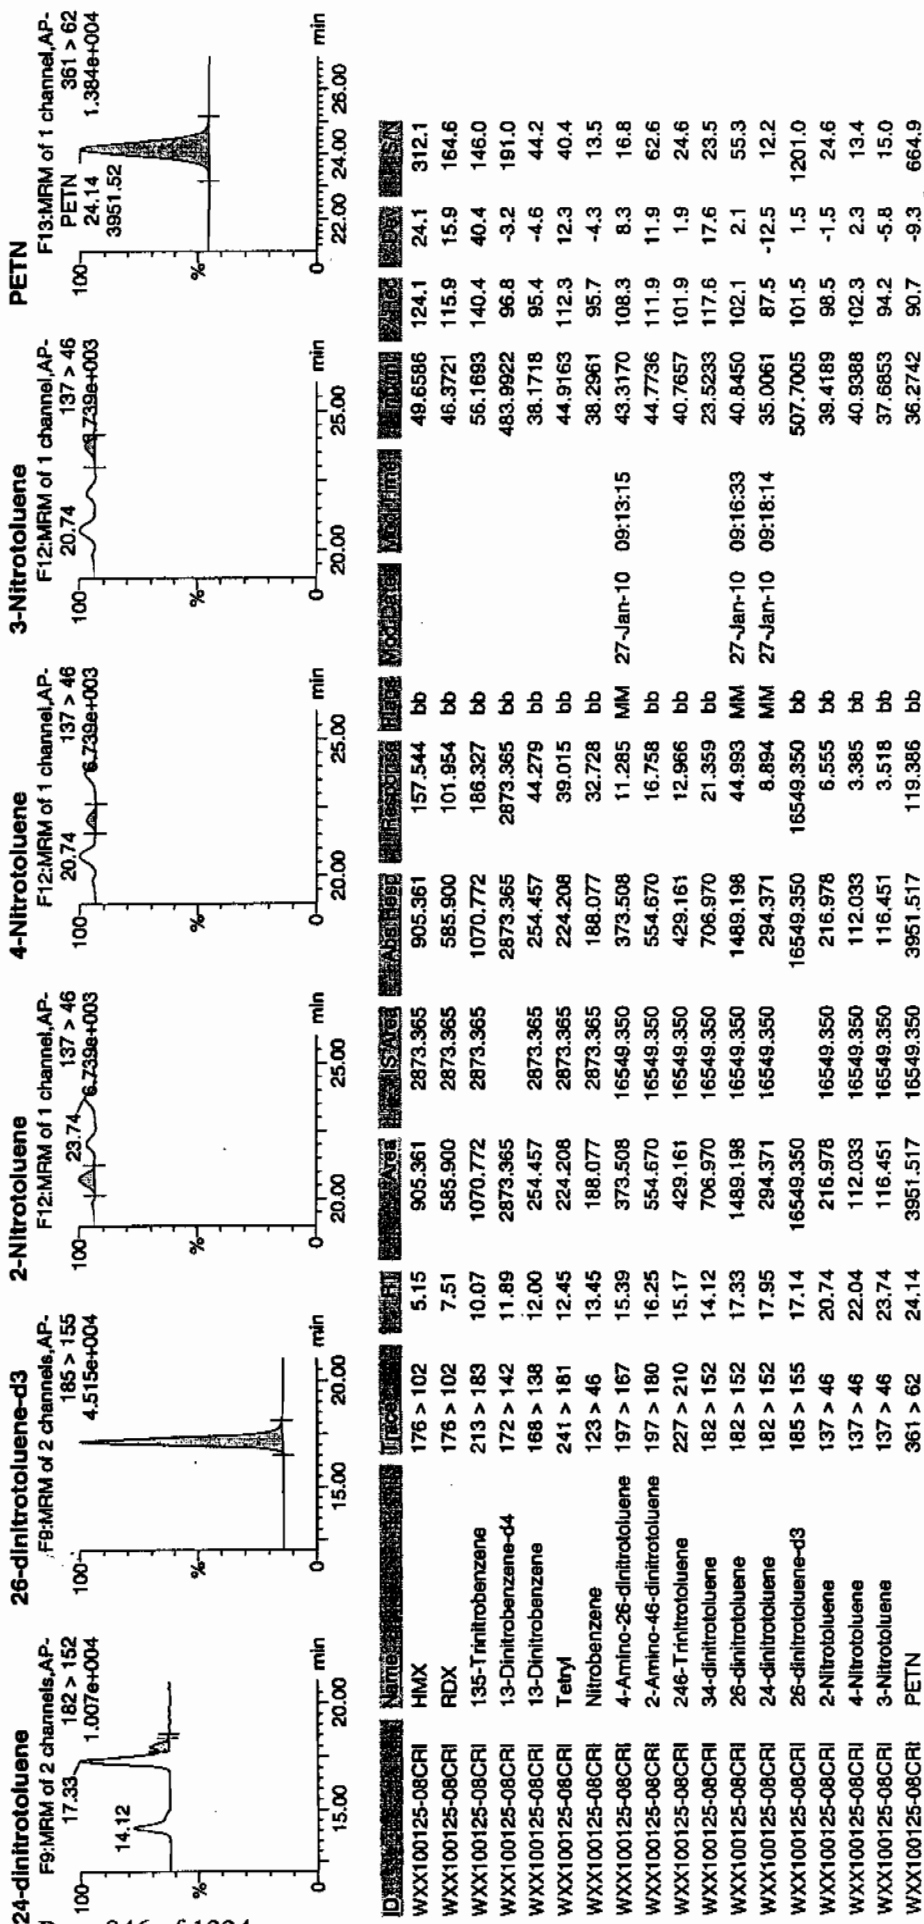 24-dinitrotoluene
F9:MRM of 2 channels,AP-
182 > 152
1.007e+004
17.33
14.12
100
%
0
15.00 20.00 min
26-dinitrotoluene-d3
F9:MRM of 2 channels,AP-
185 > 155
4.515e+004
100
%
0
15.00 20.00 min
2-Nitrotoluene
F12:MRM of 1 channel,AP-
137 > 46
6.739e+003
23.74
100
%
0
20.00 25.00 min
4-Nitrotoluene
F12:MRM of 1 channel,AP-
137 > 46
6.739e+003
20.74
100
%
0
20.00 25.00 min
3-Nitrotoluene
F12:MRM of 1 channel,AP-
137 > 46
6.739e+003
20.74
100
%
0
20.00 25.00 min
PETN
F13:MRM of 1 channel,AP-
361 > 62
1.384e+004
PETN
24.14
3951.52
100
%
0
22.00 24.00 26.00 min
ID Name Trace RT Area IS Area Abs.Resp Response Flags Mod.Date Mod.Time %Rec %Dev S/N
WXX100125-08CRI HMX 176 > 102 5.15 905.361 2873.365 905.361 157.544 bb 49.6586 124.1 24.1 312.1
WXX100125-08CRI RDX 176 > 102 7.51 585.900 2873.365 585.900 101.954 bb 46.3721 115.9 15.9 164.6
WXX100125-08CRI 135-Trinitrobenzene 213 > 183 10.07 1070.772 2873.365 1070.772 186.327 bb 56.1693 140.4 40.4 146.0
WXX100125-08CRI 13-Dinitrobenzene-d4 172 > 142 11.89 2873.365 2873.365 2873.365 bb 483.9922 96.8 -3.2 191.0
WXX100125-08CRI 13-Dinitrobenzene 168 > 138 12.00 254.457 2873.365 254.457 44.279 bb 38.1718 95.4 -4.6 44.2
WXX100125-08CRI Tetryl 241 > 181 12.45 224.208 2873.365 224.208 39.015 bb 44.9163 112.3 12.3 40.4
WXX100125-08CRI Nitrobenzene 123 > 46 13.45 188.077 2873.365 188.077 32.728 bb 38.2961 95.7 -4.3 13.5
WXX100125-08CRI 4-Amino-26-dinitrotoluene 197 > 167 15.39 373.508 16549.350 373.508 11.285 MM 27-Jan-10 09:13:15 43.3170 108.3 8.3 16.8
WXX100125-08CRI 2-Amino-46-dinitrotoluene 197 > 180 16.25 554.670 16549.350 554.670 16.758 bb 44.7736 111.9 11.9 62.6
WXX100125-08CRI 246-Trinitrotoluene 227 > 210 15.17 429.161 16549.350 429.161 12.966 bb 40.7657 101.9 1.9 24.6
WXX100125-08CRI 34-dinitrotoluene 182 > 152 14.12 706.970 16549.350 706.970 21.359 bb 23.5233 117.6 17.6 23.5
WXX100125-08CRI 26-dinitrotoluene 182 > 152 17.33 1489.198 16549.350 1489.198 44.993 MM 27-Jan-10 09:16:33 40.8450 102.1 2.1 55.3
WXX100125-08CRI 24-dinitrotoluene 182 > 152 17.95 294.371 16549.350 294.371 8.894 MM 27-Jan-10 09:18:14 35.0061 87.5 -12.5 12.2
WXX100125-08CRI 26-dinitrotoluene-d3 185 > 155 17.14 16549.350 16549.350 16549.350 bb 507.7005 101.5 1.5 1201.0
WXX100125-08CRI 2-Nitrotoluene 137 > 46 20.74 216.978 16549.350 216.978 6.555 bb 39.4189 98.5 -1.5 24.6
WXX100125-08CRI 4-Nitrotoluene 137 > 46 22.04 112.033 16549.350 112.033 3.385 bb 40.9388 102.3 2.3 13.4
WXX100125-08CRI 3-Nitrotoluene 137 > 46 23.74 116.451 16549.350 116.451 3.518 bb 37.6853 94.2 -5.8 15.0
WXX100125-08CRI PETN 361 > 62 24.14 3951.517 16549.350 3951.517 119.386 bb 36.2742 90.7 -9.3 664.9